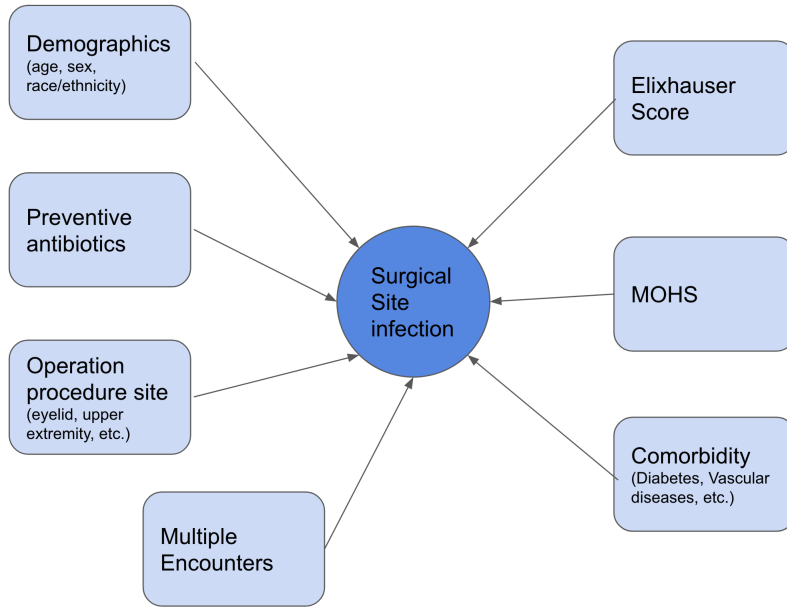 Demographics
(age, sex,
race/ethnicity)
Preventive
antibiotics
Operation
procedure site
(eyelid, upper
extremity, etc.)
Multiple
Encounters
Surgical
Site
infection
Elixhauser
Score
MOHS
Comorbidity
(Diabetes, Vascular
diseases, etc.)